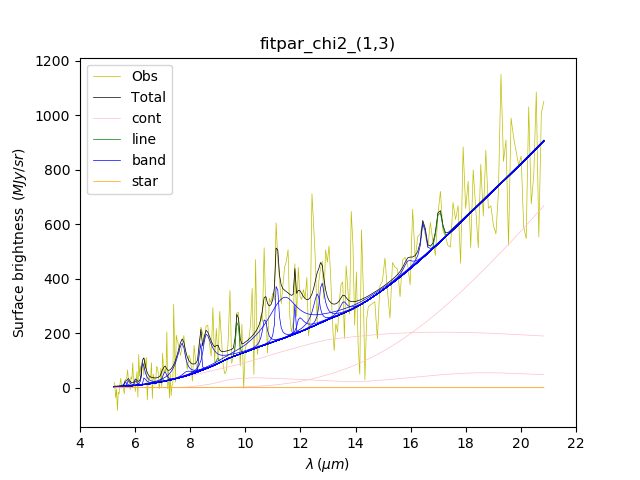 fitpar_chi2_(1,3)
1200
1000
800
600
400
200
0
Surface brightness (MJy/sr)
Obs
Total
cont
line
band
star
4 6 8 10 12 14 16 18 20 22
λ (μm)